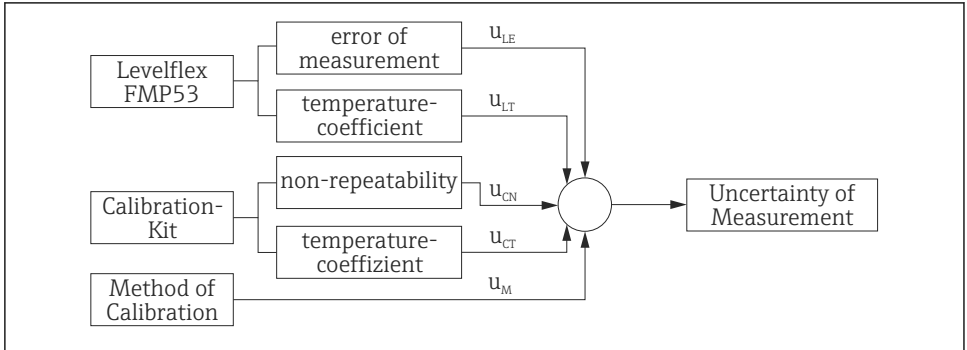 error of
measurement
u_LE
Levelflex
FMP53
temperature-
coefficient
u_LT
non-repeatability
u_CN
Calibration-
Kit
temperature-
coeffizient
u_CT
Method of
Calibration
u_M
Uncertainty of
Measurement